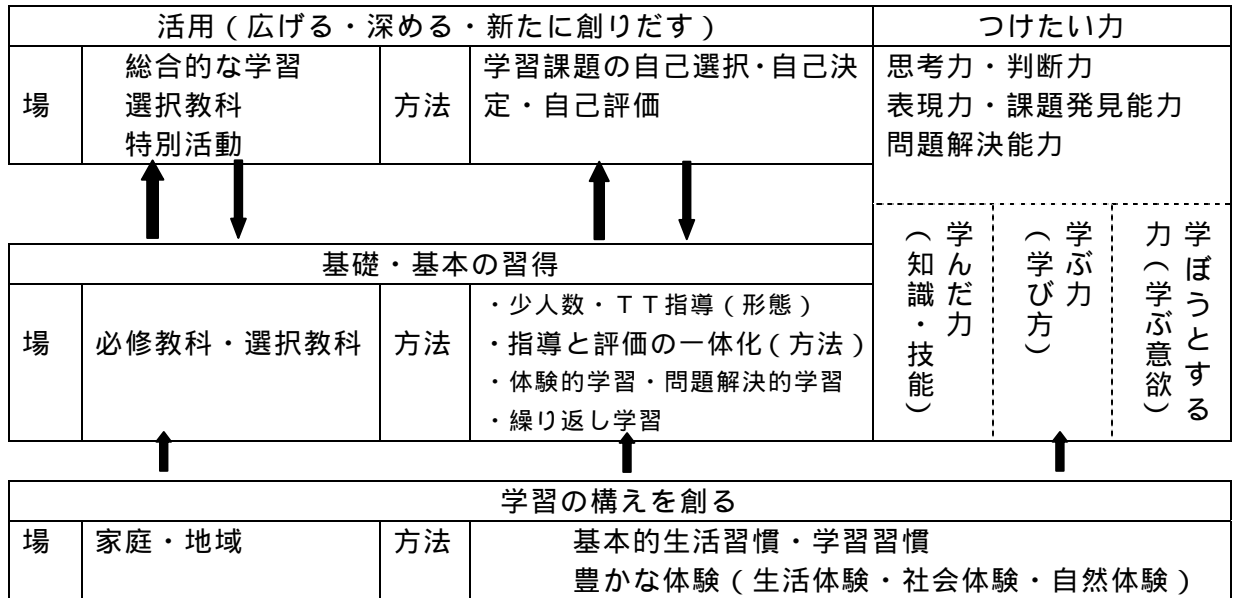 活用（広げる・深める・新たに創りだす）
つけたい力
場
総合的な学習
選択教科
特別活動
方法
学習課題の自己選択・自己決
定・自己評価
思考力・判断力
表現力・課題発見能力
問題解決能力
学んだ力
（知識・技能）
学ぶ力
（学び方）
学ぼうとする
力（学ぶ意欲）
基礎・基本の習得
場
必修教科・選択教科
方法
・少人数・ＴＴ指導（形態）
・指導と評価の一体化（方法）
・体験的学習・問題解決的学習
・繰り返し学習
学習の構えを創る
場
家庭・地域
方法
基本的生活習慣・学習習慣
豊かな体験（生活体験・社会体験・自然体験）